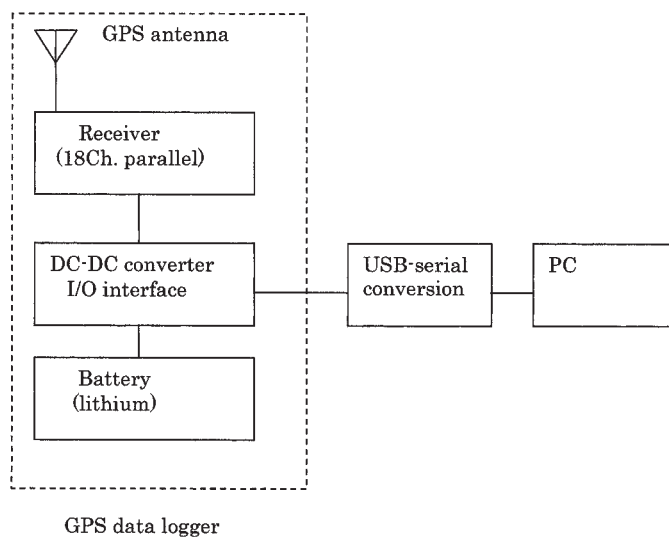 GPS antenna
Receiver
(18Ch. parallel)
DC-DC converter
I/O interface
USB-serial
conversion
PC
Battery
(lithium)
GPS data logger